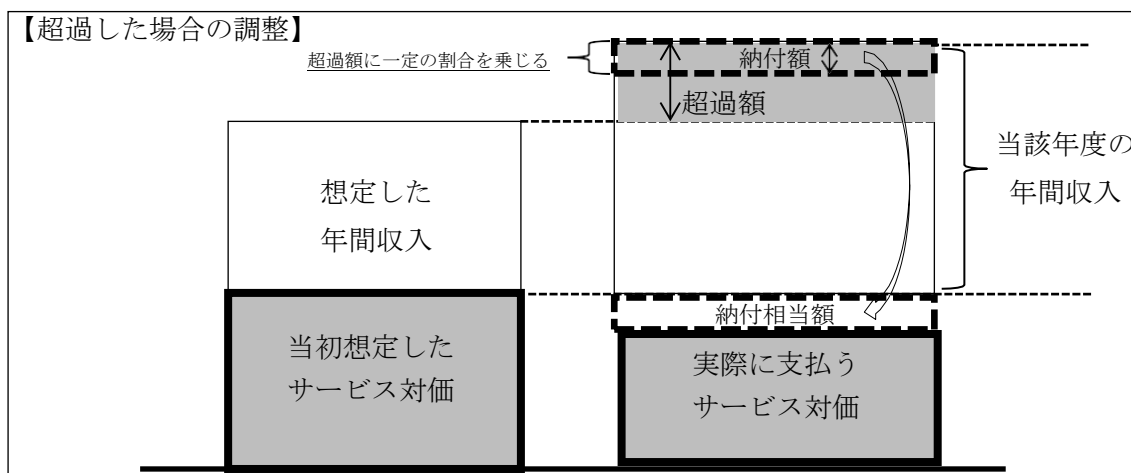 【超過した場合の調整】
超過額に一定の割合を乗じる
納付額
超過額
想定した
年間収入
当該年度の
年間収入
納付相当額
当初想定した
サービス対価
実際に支払う
サービス対価